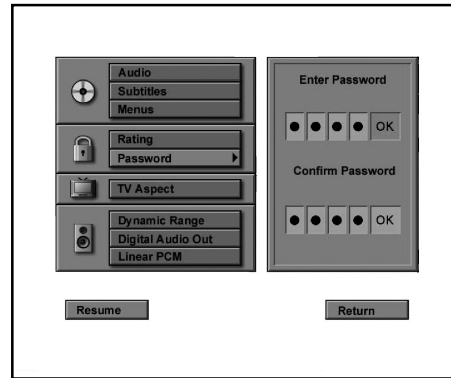 Audio
Subtitles
Menus
Rating
Password
TV Aspect
Dynamic Range
Digital Audio Out
Linear PCM
Enter Password
OK
Confirm Password
OK
Resume
Return